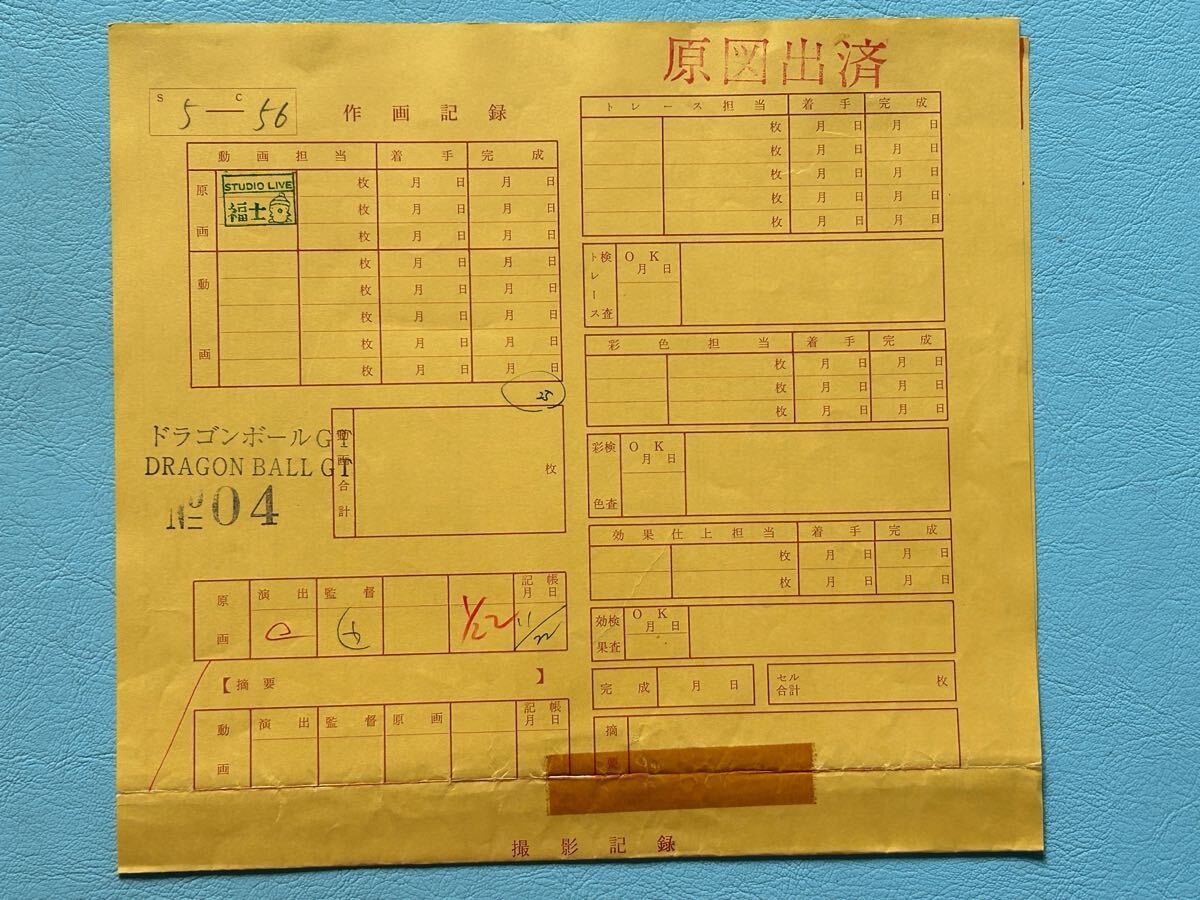 原図出済
S 5 — C 56
作画記録
動画担当 着手 完成
原画
STUDIO LIVE
福士
枚 月 日 月 日
枚 月 日 月 日
枚 月 日 月 日
動画
枚 月 日 月 日
枚 月 日 月 日
枚 月 日 月 日
枚 月 日 月 日
枚 月 日 月 日
25
ドラゴンボールGT
DRAGON BALL GT
№04
動画合計 枚
原画 演出 監督 記帳月日
1/22 11/22
【摘要 】
動画 演出 監督 原画 記帳月日
トレース担当 着手 完成
枚 月 日 月 日
枚 月 日 月 日
枚 月 日 月 日
枚 月 日 月 日
枚 月 日 月 日
トレース検査 OK 月 日
彩色担当 着手 完成
枚 月 日 月 日
枚 月 日 月 日
枚 月 日 月 日
彩色検査 OK 月 日
効果仕上担当 着手 完成
枚 月 日 月 日
枚 月 日 月 日
効果検査 OK 月 日
完成 月 日
セル合計 枚
摘要
撮影記録